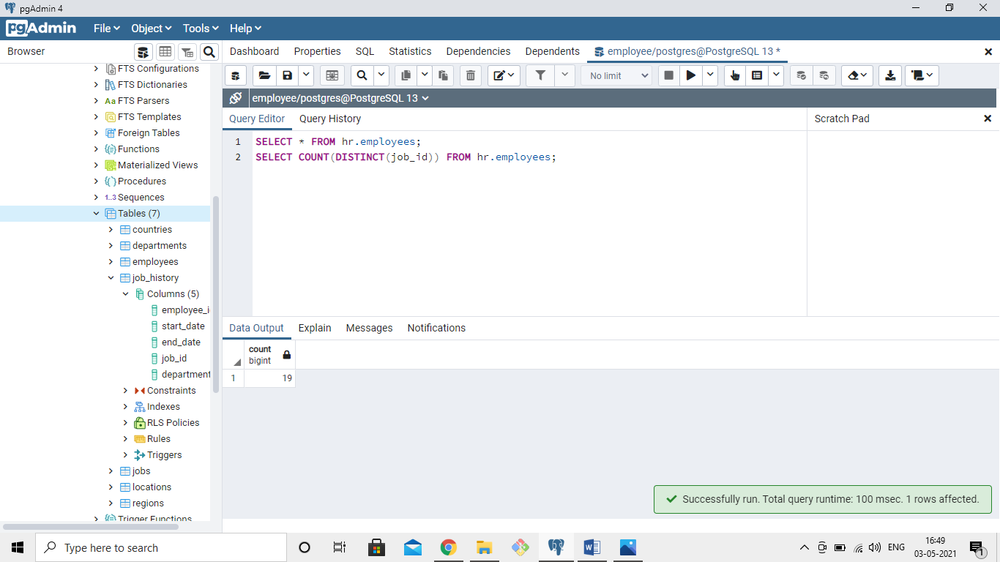 pgAdmin 4
pgAdmin File Object Tools Help
Browser
Dashboard Properties SQL Statistics Dependencies Dependents employee/postgres@PostgreSQL 13 *
No limit
employee/postgres@PostgreSQL 13
Query Editor Query History
Scratch Pad
1 SELECT * FROM hr.employees;
2 SELECT COUNT(DISTINCT(job_id)) FROM hr.employees;
FTS Configurations
FTS Dictionaries
Aa FTS Parsers
FTS Templates
Foreign Tables
Functions
Materialized Views
Procedures
1..3 Sequences
Tables (7)
countries
departments
employees
job_history
Columns (5)
employee_i
start_date
end_date
job_id
department
Constraints
Indexes
RLS Policies
Rules
Triggers
jobs
locations
regions
Trigger Functions
Data Output Explain Messages Notifications
count
bigint
1 19
Successfully run. Total query runtime: 100 msec. 1 rows affected.
Type here to search
ENG
16:49
03-05-2021
1